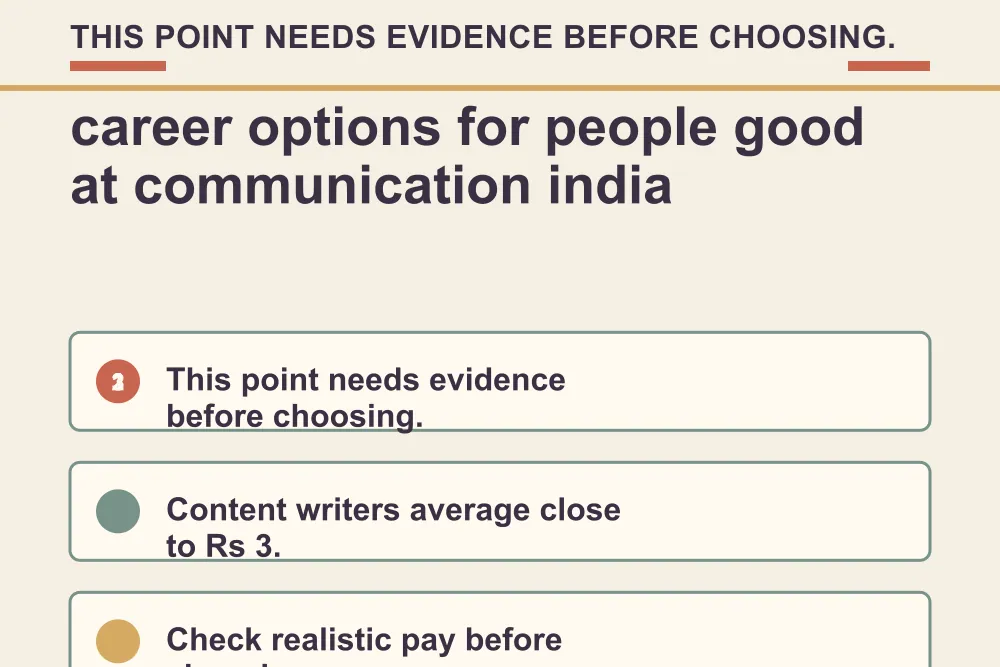 THIS POINT NEEDS EVIDENCE BEFORE CHOOSING.
career options for people good
at communication india
This point needs evidence
before choosing.
Content writers average close
to Rs 3.
Check realistic pay before